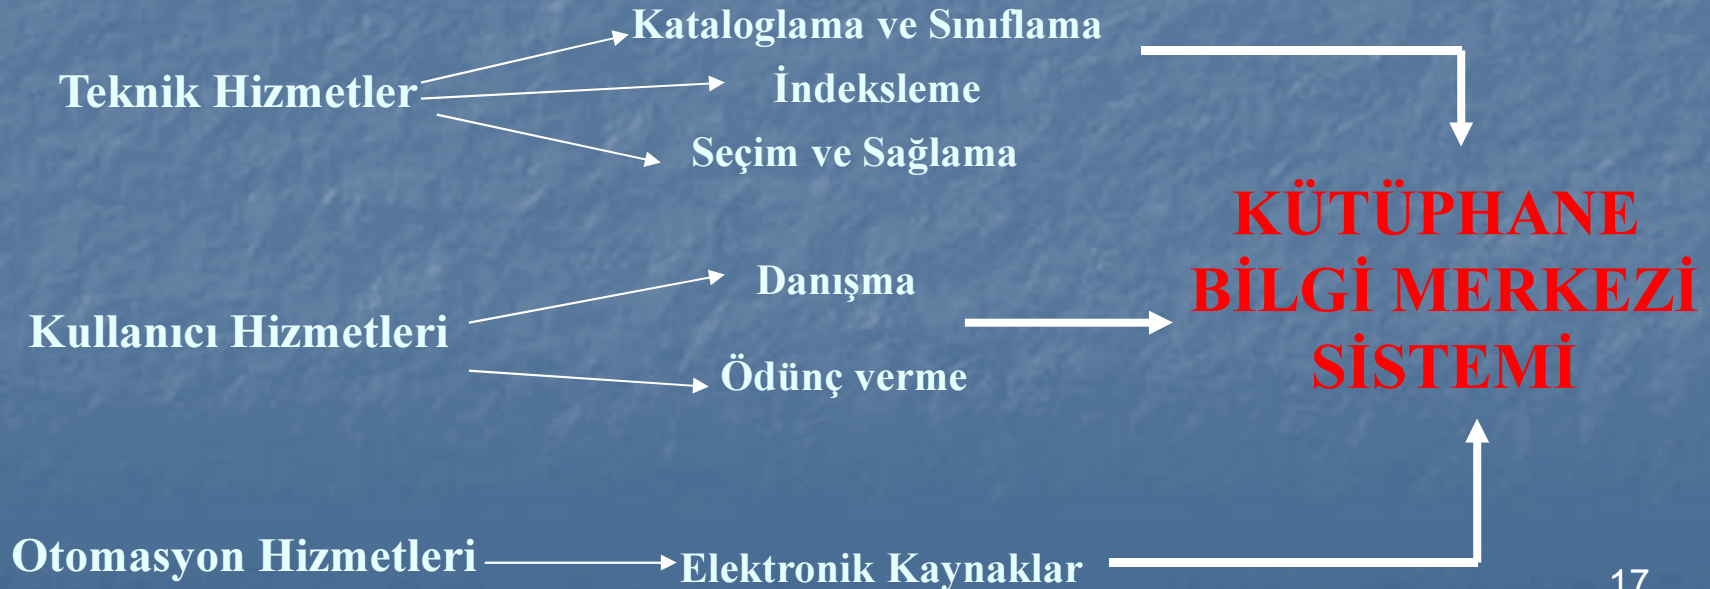 Kataloglama ve Sınıflama
Teknik Hizmetler
İndeksleme
Seçim ve Sağlama
KÜTÜPHANE
BİLGİ MERKEZİ
SİSTEMİ
Danışma
Kullanıcı Hizmetleri
Ödünç verme
Otomasyon Hizmetleri
Elektronik Kaynaklar
17